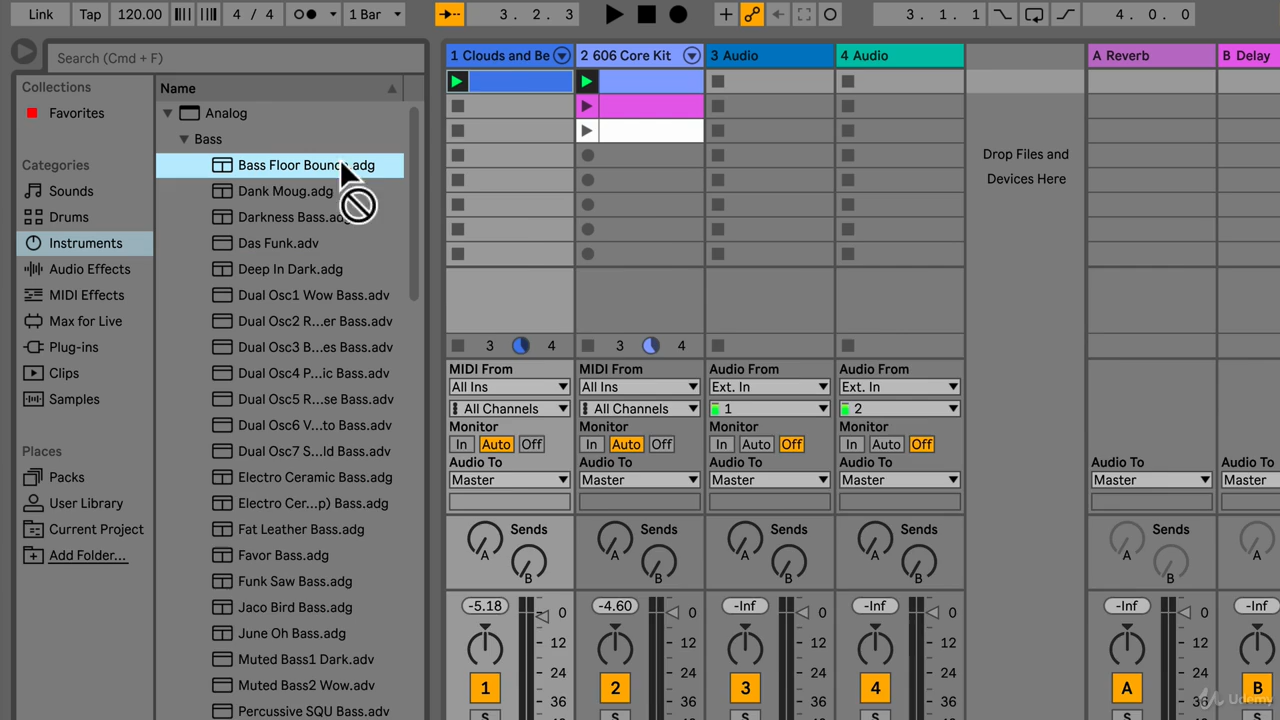 Link Tap 120.00 4 / 4 1 Bar 3. 2. 3 3. 1. 1 4. 0. 0
Search (Cmd + F)
Collections
Favorites
Categories
Sounds
Drums
Instruments
Audio Effects
MIDI Effects
Max for Live
Plug-ins
Clips
Samples
Places
Packs
User Library
Current Project
Add Folder...
Name
Analog
Bass
Bass Floor Bounce.adg
Dank Moug.adg
Darkness Bass.adg
Das Funk.adv
Deep In Dark.adg
Dual Osc1 Wow Bass.adv
Dual Osc2 R...er Bass.adv
Dual Osc3 B...es Bass.adv
Dual Osc4 P...ic Bass.adv
Dual Osc5 R...se Bass.adv
Dual Osc6 V...to Bass.adv
Dual Osc7 S...ld Bass.adv
Electro Ceramic Bass.adg
Electro Cer...p) Bass.adg
Fat Leather Bass.adg
Favor Bass.adg
Funk Saw Bass.adg
Jaco Bird Bass.adg
June Oh Bass.adg
Muted Bass1 Dark.adv
Muted Bass2 Wow.adv
Percussive SQU Bass.adv
1 Clouds and Be 2 606 Core Kit 3 Audio 4 Audio A Reverb B Delay
Drop Files and
Devices Here
3 4 3 4
MIDI From MIDI From Audio From Audio From
All Ins All Ins Ext. In Ext. In
All Channels All Channels 1 2
Monitor Monitor Monitor Monitor
In Auto Off In Auto Off In Auto Off In Auto Off
Audio To Audio To Audio To Audio To Audio To Audio To
Master Master Master Master Master Master
Sends Sends Sends Sends Sends
A A A A A A
B B B B B
-5.18 0 -4.60 0 -Inf 0 -Inf 0 -Inf 0 -Inf
12 12 12 12 12
24 24 24 24 24
1 2 3 4 A B
36 36 36 36 36
S S S S S S
Udemy